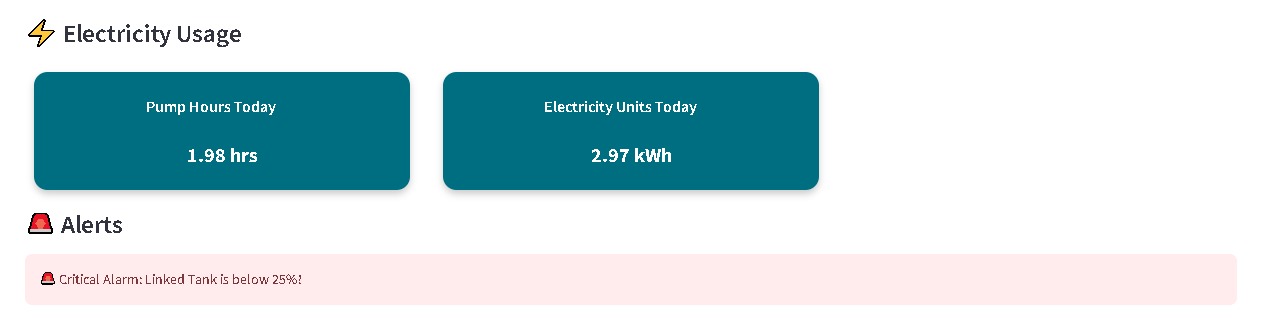 ⚡ Electricity Usage
Pump Hours Today
Electricity Units Today
1.98 hrs
2.97 kWh
🚨 Alerts
🚨 Critical Alarm: Linked Tank is below 25%!